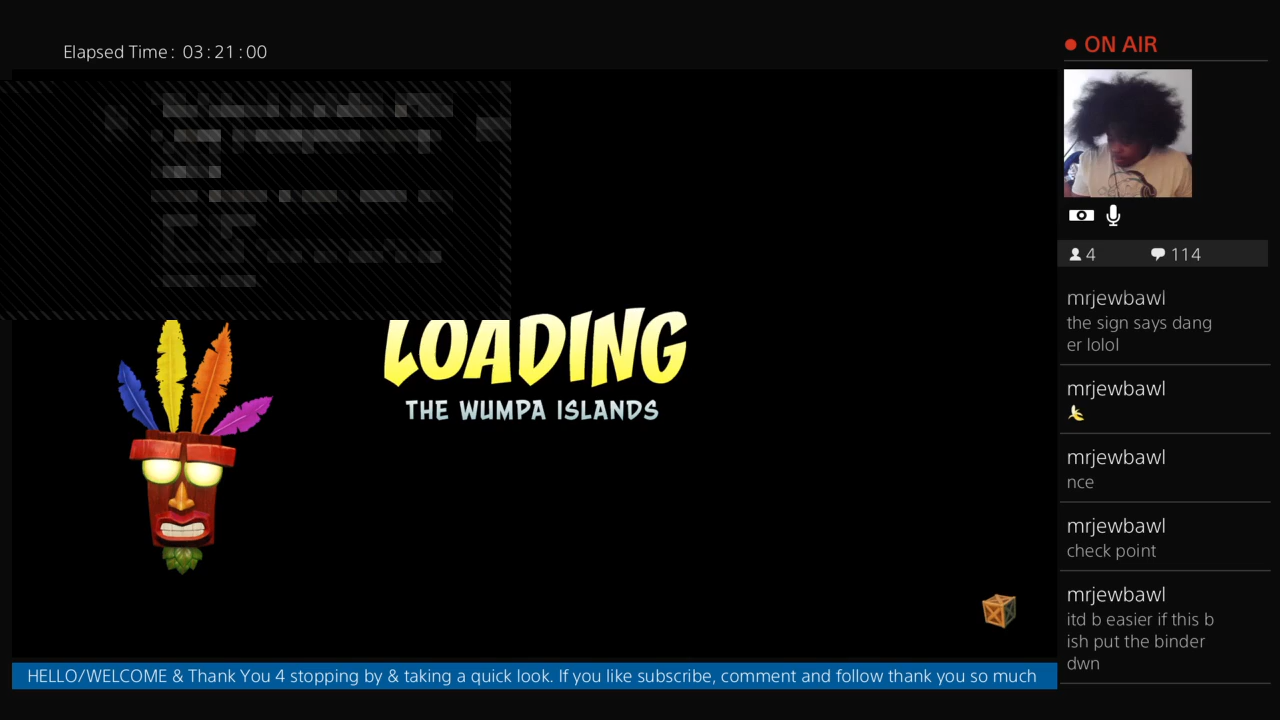 Elapsed Time: 03:21:00
ON AIR
4 114
mrjewbawl
the sign says dang
er lolol
mrjewbawl
mrjewbawl
nce
mrjewbawl
check point
mrjewbawl
itd b easier if this b
ish put the binder
dwn
LOADING
THE WUMPA ISLANDS
HELLO/WELCOME & Thank You 4 stopping by & taking a quick look. If you like subscribe, comment and follow thank you so much